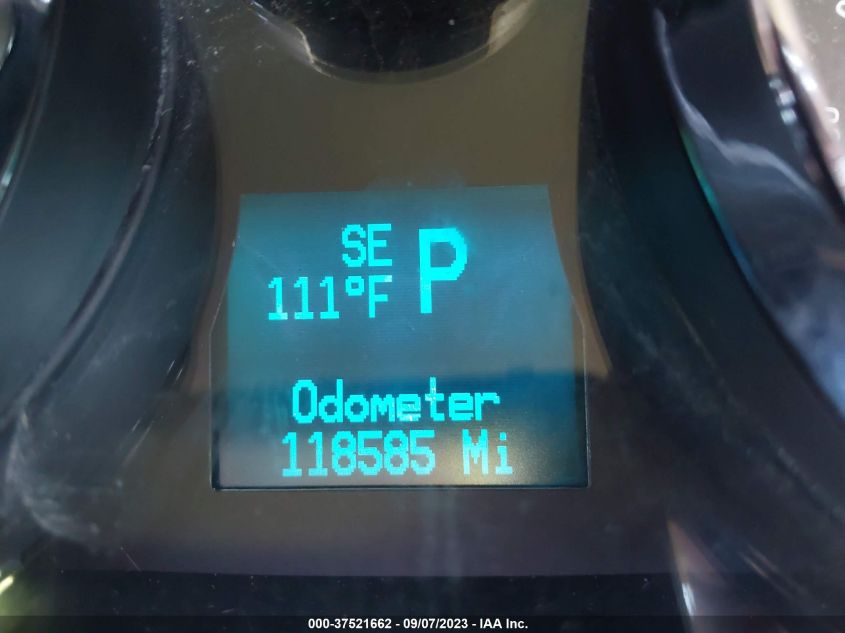 SE P
111°F
Odometer
118585 Mi
000-37521662 - 09/07/2023 - IAA Inc.